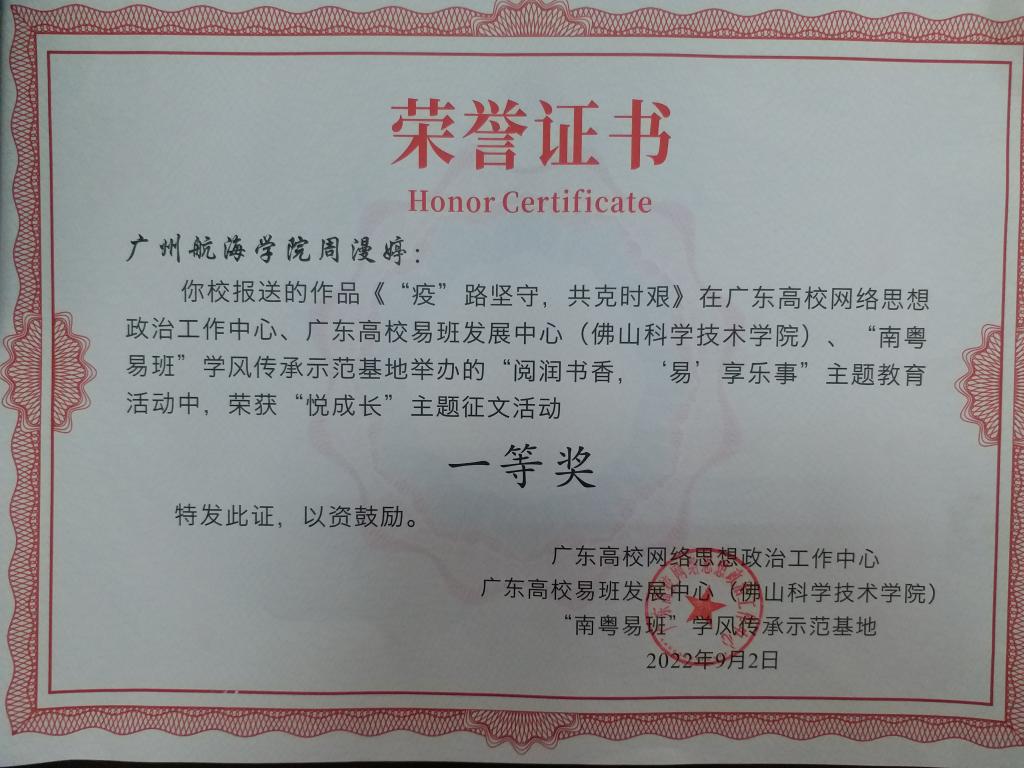 荣誉证书
Honor Certificate
广州航海学院周漫婷：
你校报送的作品《“疫”路坚守，共克时艰》在广东高校网络思想
政治工作中心、广东高校易班发展中心（佛山科学技术学院）、“南粤
易班”学风传承示范基地举办的“阅润书香，‘易’享乐事”主题教育
活动中，荣获“悦成长”主题征文活动
一等奖
特发此证，以资鼓励。
广东高校网络思想政治工作中心
广东高校易班发展中心（佛山科学技术学院）
“南粤易班”学风传承示范基地
2022年9月2日